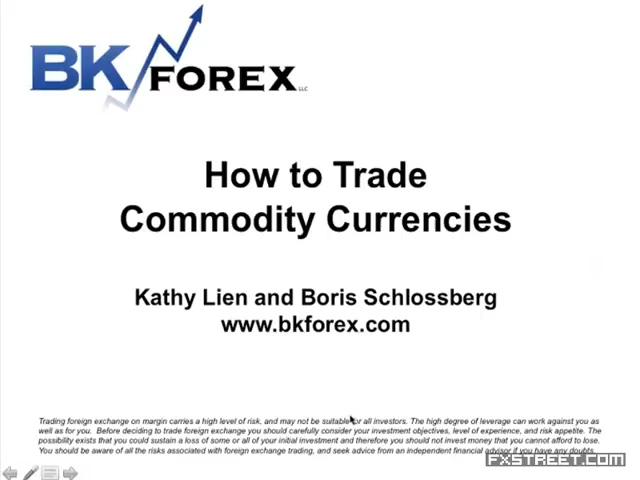 BK FOREX LLC
How to Trade
Commodity Currencies
Kathy Lien and Boris Schlossberg
www.bkforex.com
Trading foreign exchange on margin carries a high level of risk, and may not be suitable for all investors. The high degree of leverage can work against you as
well as for you. Before deciding to trade foreign exchange you should carefully consider your investment objectives, level of experience, and risk appetite. The
possibility exists that you could sustain a loss of some or all of your initial investment and therefore you should not invest money that you cannot afford to lose.
You should be aware of all the risks associated with foreign exchange trading, and seek advice from an independent financial advisor if you have any doubts.
FXSTREET.COM